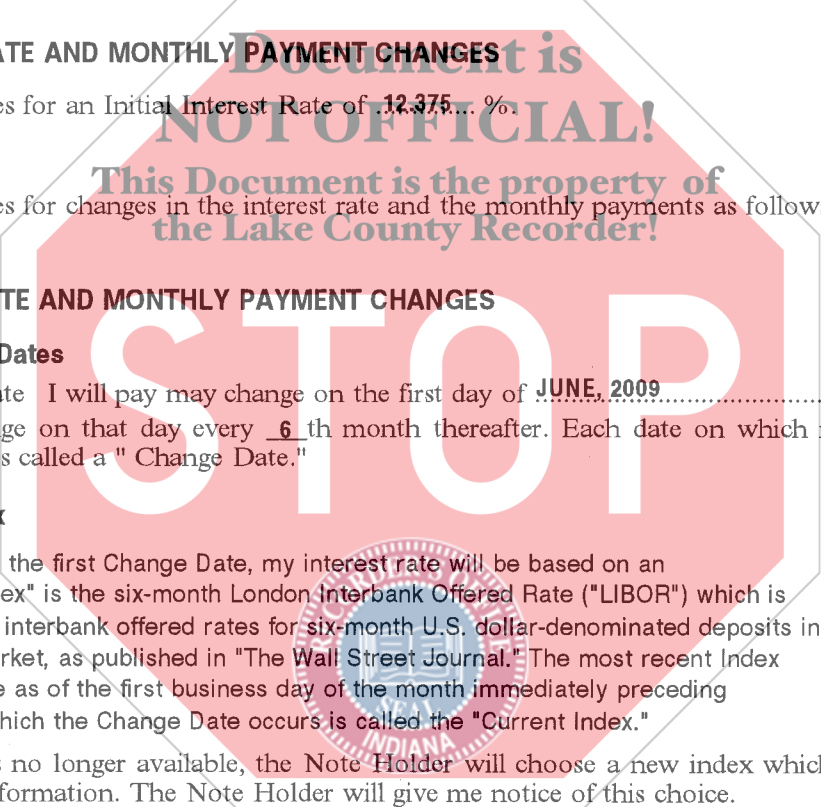 ATE AND MONTHLY PAYMENT CHANGES
Document is
es for an Initial Interest Rate of .12.375... %.
NOT OFFICIAL!
This Document is the property of
es for changes in the interest rate and the monthly payments as follow
the Lake County Recorder!
TE AND MONTHLY PAYMENT CHANGES
Dates
ate I will pay may change on the first day of JUNE, 2009
ge on that day every 6 th month thereafter. Each date on which
s called a " Change Date."
STOP
x
the first Change Date, my interest rate will be based on an
ex" is the six-month London Interbank Offered Rate ("LIBOR") which is
interbank offered rates for six-month U.S. dollar-denominated deposits in
rket, as published in "The Wall Street Journal." The most recent Index
e as of the first business day of the month immediately preceding
hich the Change Date occurs is called the "Current Index."
RECORDER'S OFFICE
SEAL
INDIANA
s no longer available, the Note Holder will choose a new index which
formation. The Note Holder will give me notice of this choice.